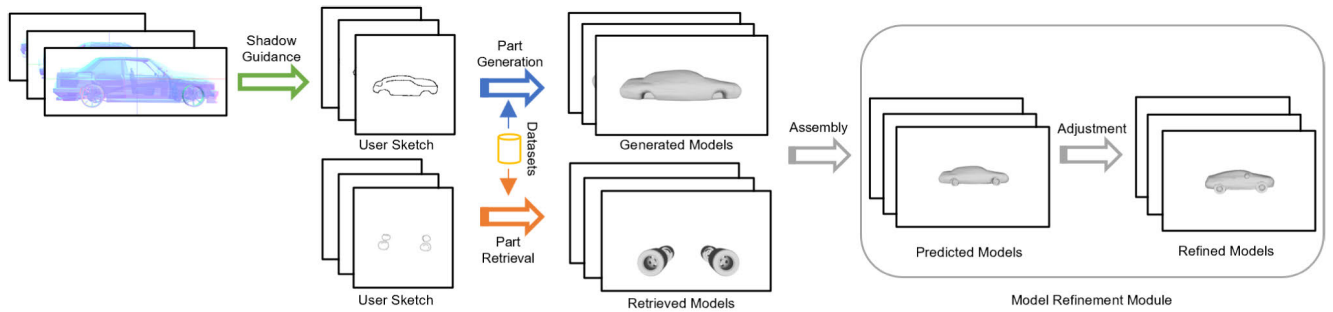 Shadow
Guidance
User Sketch
Part
Generation
Datasets
Generated Models
User Sketch
Part
Retrieval
Retrieved Models
Assembly
Predicted Models
Adjustment
Refined Models
Model Refinement Module